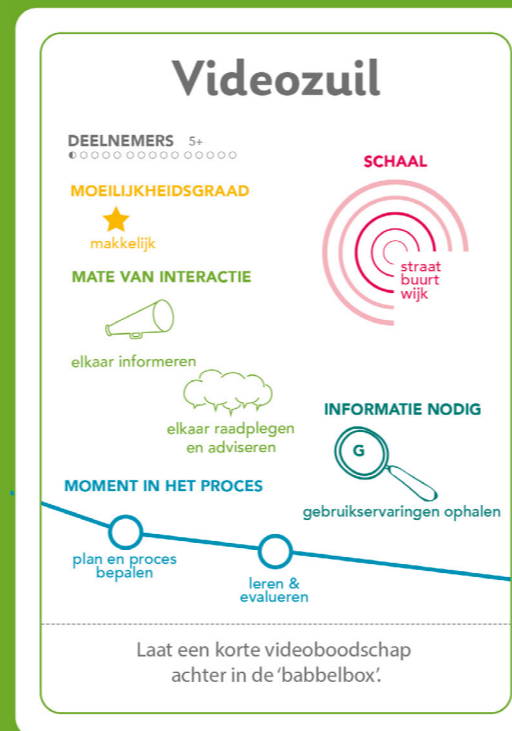 Videozuil
DEELNEMERS 5+
MOEILIJKHEIDSGRAAD
makkelijk
SCHAAL
straat
buurt
wijk
MATE VAN INTERACTIE
elkaar informeren
elkaar raadplegen
en adviseren
INFORMATIE NODIG
G
gebruikservaringen ophalen
MOMENT IN HET PROCES
plan en proces
bepalen
leren &
evalueren
Laat een korte videoboodschap
achter in de ‘babbelbox’.